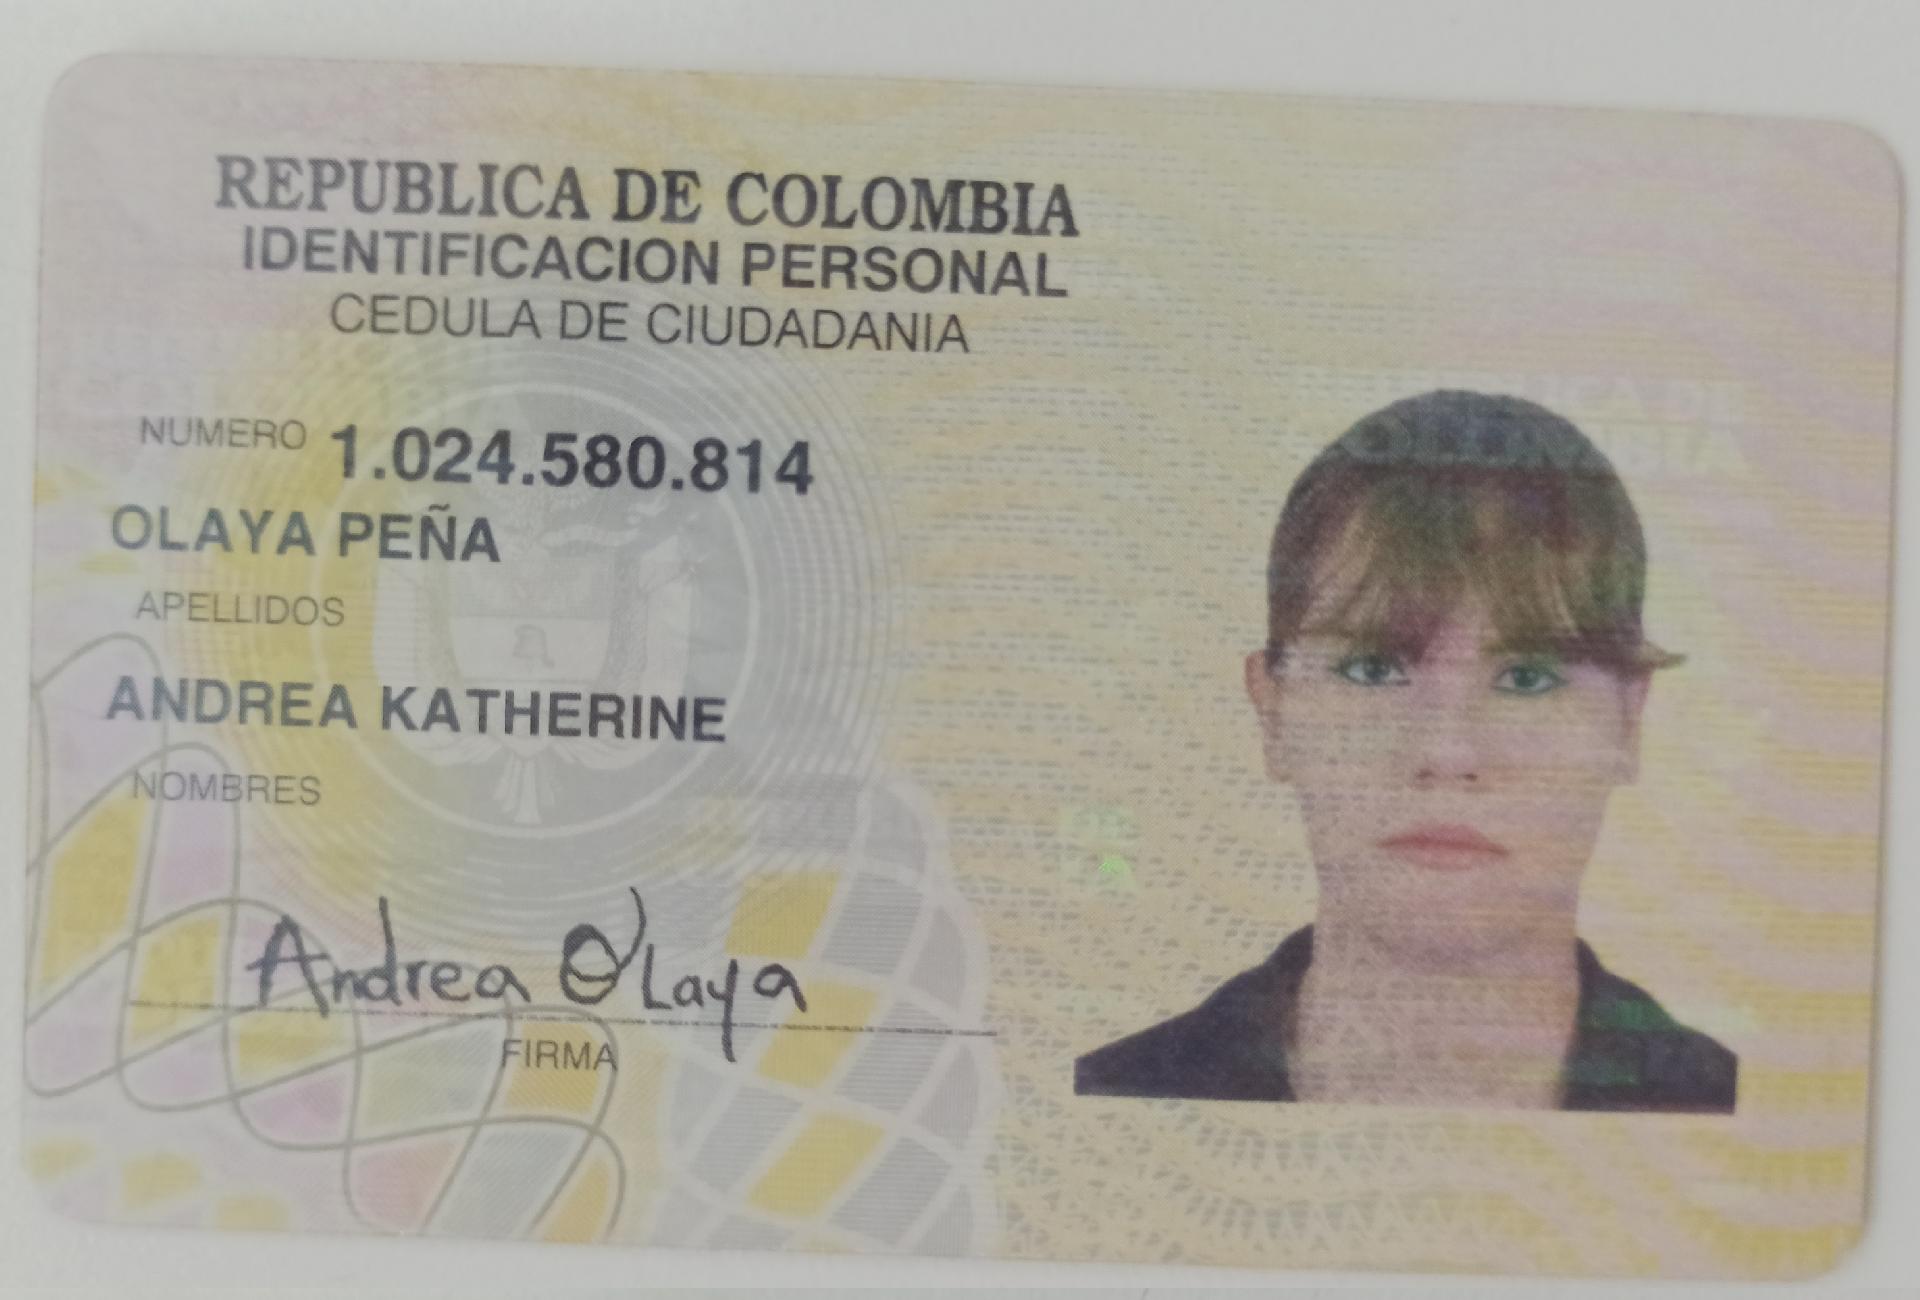 REPUBLICA DE COLOMBIA
IDENTIFICACION PERSONAL
CEDULA DE CIUDADANIA
NUMERO 1.024.580.814
OLAYA PEÑA
APELLIDOS
ANDREA KATHERINE
NOMBRES
Andrea O'Laya
FIRMA